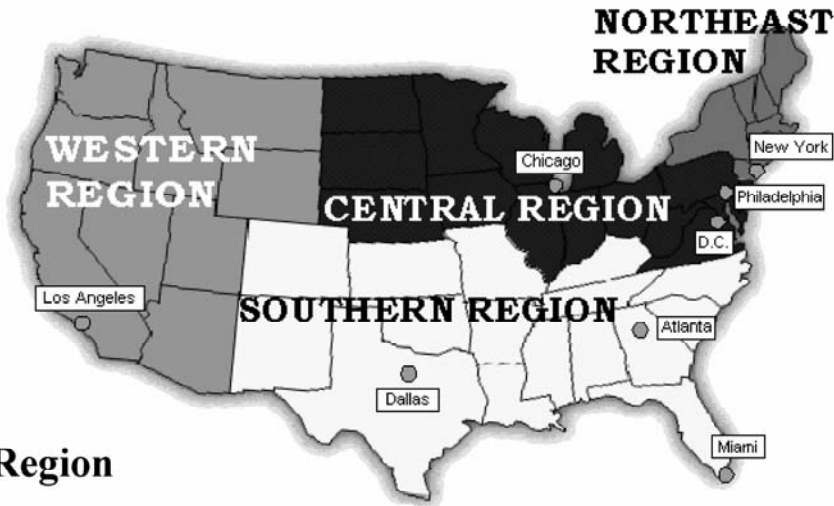 NORTHEAST
REGION
WESTERN
REGION
New York
Chicago
Philadelphia
CENTRAL REGION
D.C.
Los Angeles
SOUTHERN REGION
Atlanta
Dallas
Miami
Region